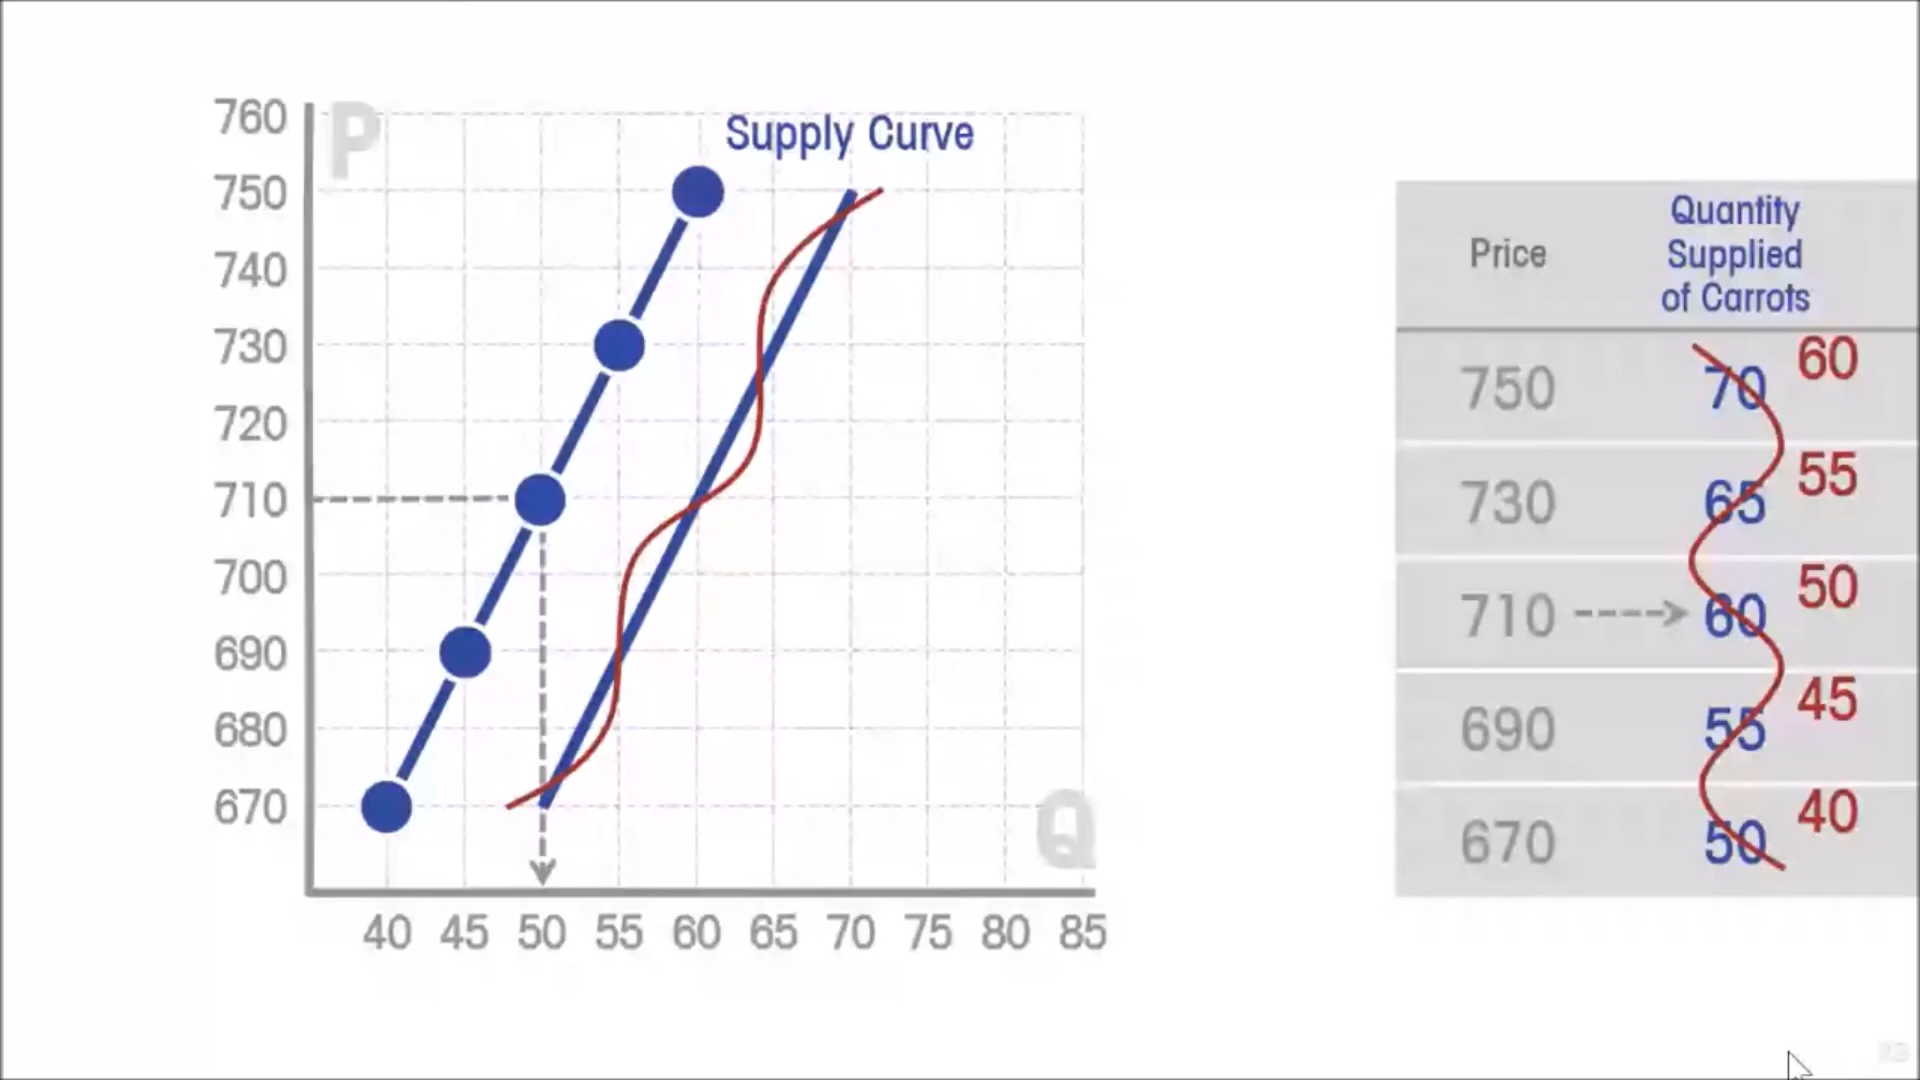 P
Supply Curve
760
750
740
730
720
710
700
690
680
670
Q
40 45 50 55 60 65 70 75 80 85
Price
Quantity
Supplied
of Carrots
750 70 60
730 65 55
710 60 50
690 55 45
670 50 40